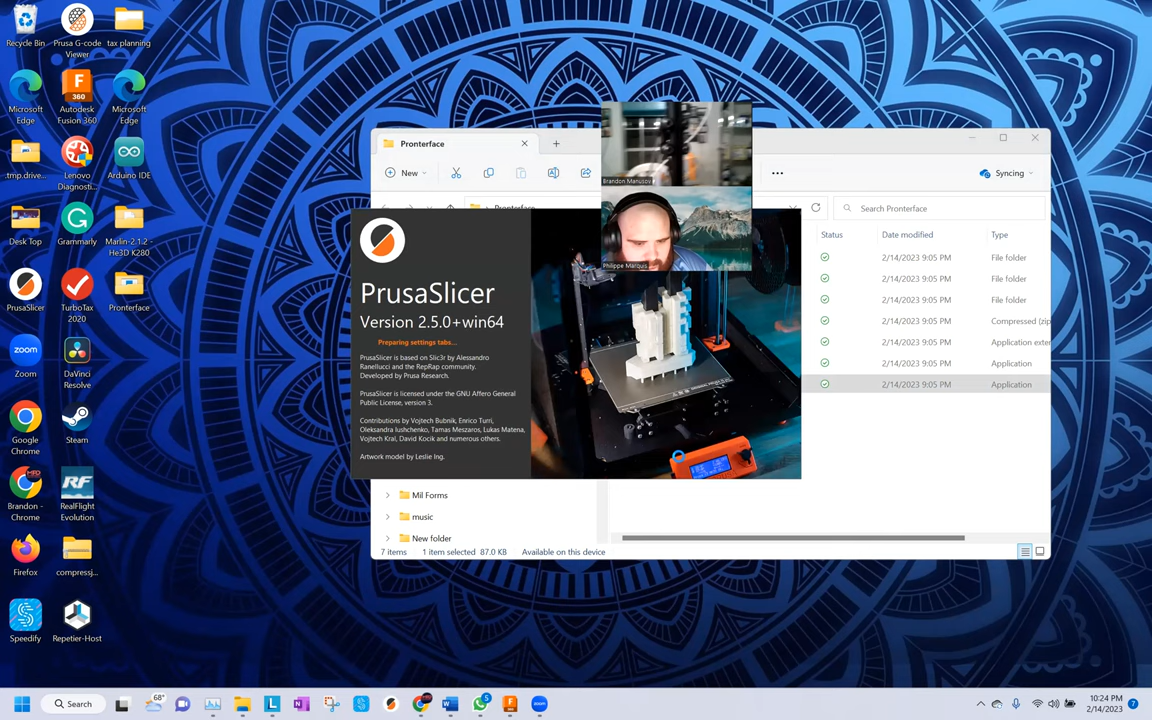 Recycle Bin
Prusa G-code
Viewer
tax planning
Microsoft
Edge
Autodesk
Fusion 360
F
360
Microsoft
Edge
.tmp.drive...
Lenovo
Diagnosti...
Arduino IDE
Desk Top
Grammarly
Marlin-2.1.2 -
He3D K280
PrusaSlicer
TurboTax
2020
Pronterface
zoom
Zoom
DaVinci
Resolve
Google
Chrome
Steam
Brandon -
Chrome
RF
RealFlight
Evolution
Firefox
compressj...
Speedify
Repetier-Host
Pronterface
New
Syncing
Pronterface
Search Pronterface
Status
Date modified
Type
2/14/2023 9:05 PM
File folder
2/14/2023 9:05 PM
File folder
2/14/2023 9:05 PM
File folder
2/14/2023 9:05 PM
Compressed (zip
2/14/2023 9:05 PM
Application exten
2/14/2023 9:05 PM
Application
2/14/2023 9:05 PM
Application
Brandon Manusov
Philippe Marquis
PrusaSlicer
Version 2.5.0+win64
Preparing settings tabs...
PrusaSlicer is based on Slic3r by Alessandro
Ranellucci and the RepRap community.
Developed by Prusa Research.
PrusaSlicer is licensed under the GNU Affero General
Public License, version 3.
Contributions by Vojtech Bubnik, Enrico Turri,
Oleksandra Iushchenko, Tamas Meszaros, Lukas Matena,
Vojtech Kral, David Kocik and numerous others.
Artwork model by Leslie Ing.
Mil Forms
music
New folder
7 items
1 item selected 87.0 KB
Available on this device
Search
68°
5
10:24 PM
2/14/2023
7